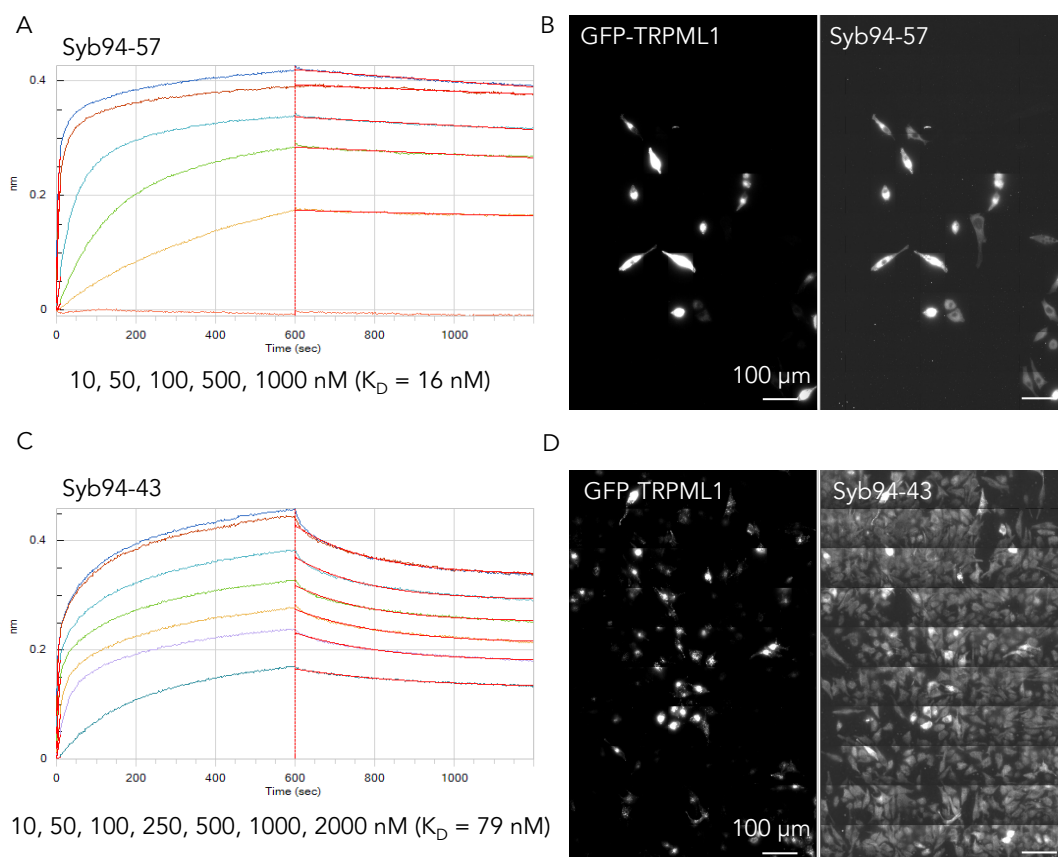 A
Syb94-57
0.4
0.2
0
nm
0 200 400 600 800 1000
Time (sec)
10, 50, 100, 500, 1000 nM (K_D = 16 nM)
B
GFP-TRPML1
Syb94-57
100 µm
C
Syb94-43
0.4
0.2
0
nm
0 200 400 600 800 1000
Time (sec)
10, 50, 100, 250, 500, 1000, 2000 nM (K_D = 79 nM)
D
GFP-TRPML1
Syb94-43
100 µm